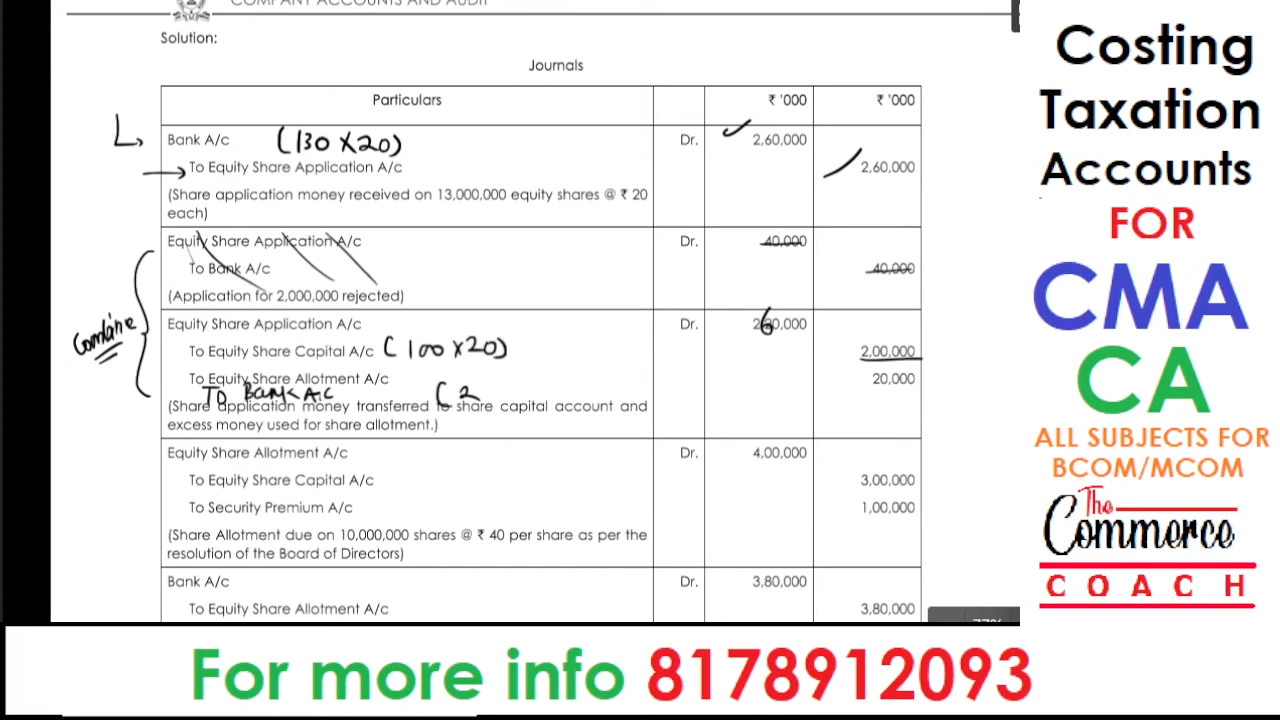 COMPANY ACCOUNTS AND AUDIT
Solution:
Journals
Particulars ₹ '000 ₹ '000
Bank A/c (130 X 20) Dr. 2,60,000
To Equity Share Application A/c 2,60,000
(Share application money received on 13,000,000 equity shares @ ₹ 20
each)
Equity Share Application A/c Dr. 40,000
To Bank A/c 40,000
(Application for 2,000,000 rejected)
Combine
Equity Share Application A/c Dr. 2 6 0,000
To Equity Share Capital A/c (100 X 20) 2,00,000
To Equity Share Allotment A/c 20,000
TO Bank A/C (2
(Share application money transferred to share capital account and
excess money used for share allotment.)
Equity Share Allotment A/c Dr. 4,00,000
To Equity Share Capital A/c 3,00,000
To Security Premium A/c 1,00,000
(Share Allotment due on 10,000,000 shares @ ₹ 40 per share as per the
resolution of the Board of Directors)
Bank A/c Dr. 3,80,000
To Equity Share Allotment A/c 3,80,000
77%
Costing
Taxation
Accounts
FOR
CMA
CA
ALL SUBJECTS FOR
BCOM/MCOM
The
Commerce
COACH
For more info 8178912093